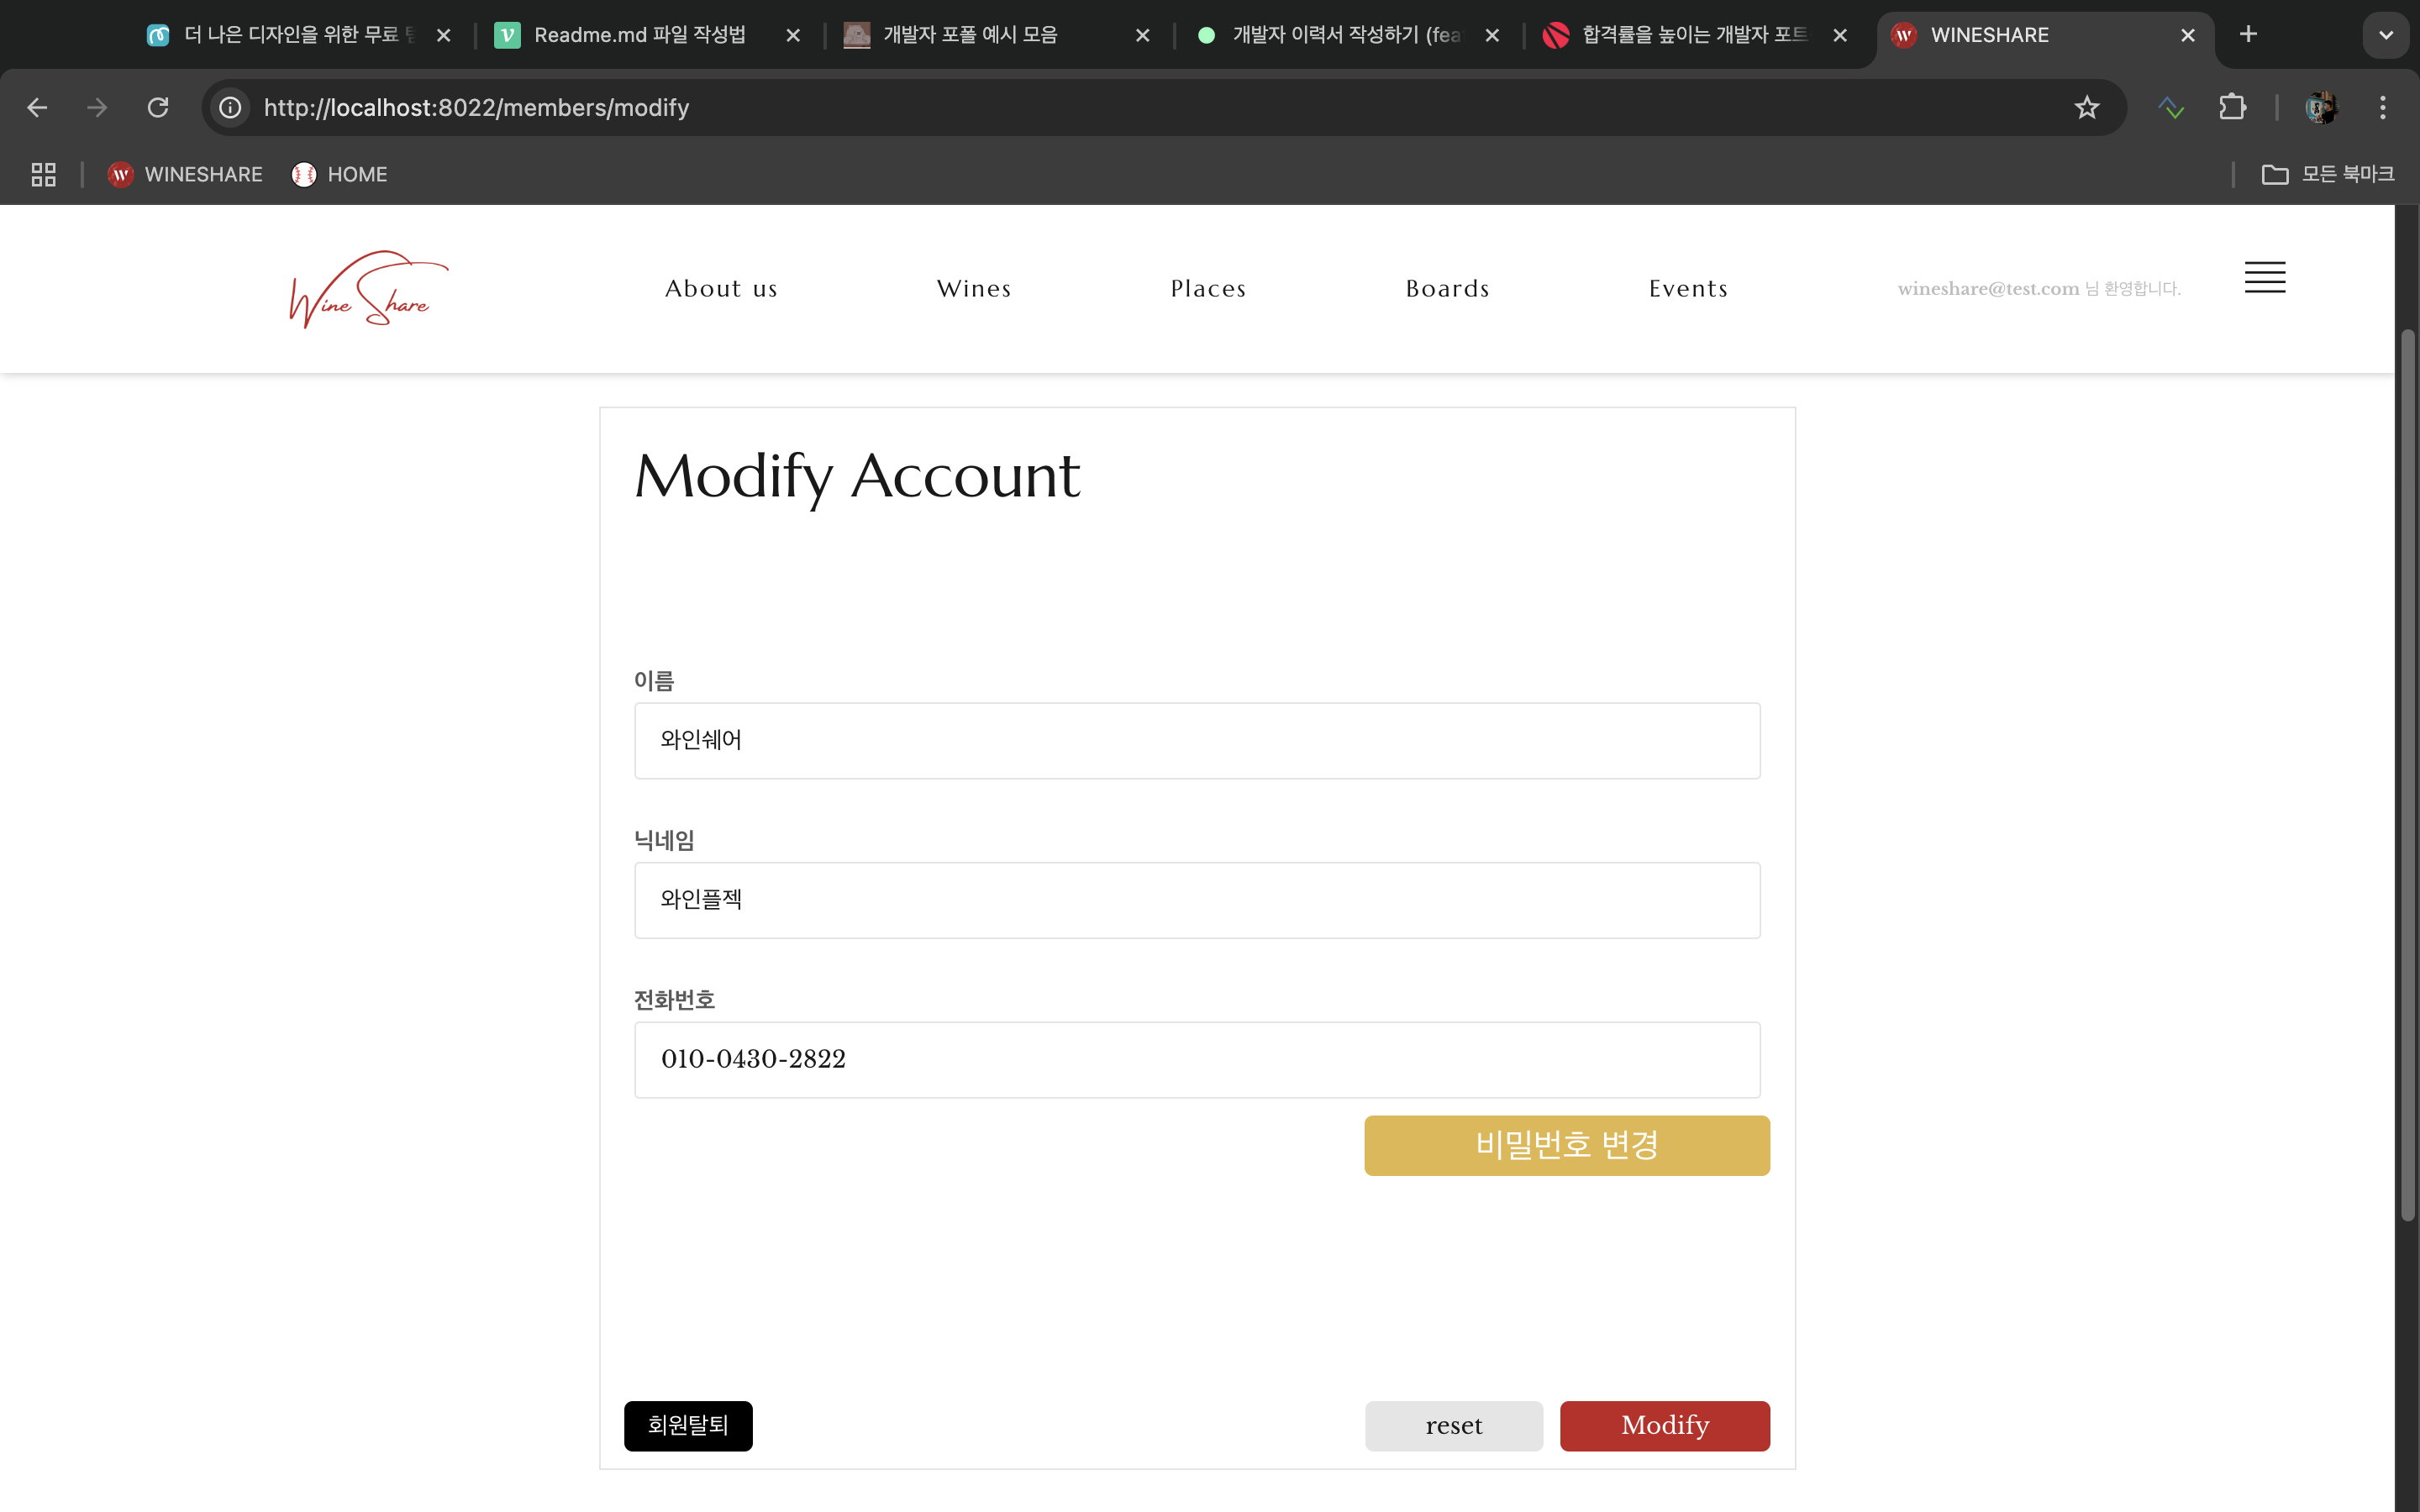 더 나은 디자인을 위한 무료
Readme.md 파일 작성법
개발자 포폴 예시 모음
개발자 이력서 작성하기 (fea
합격률을 높이는 개발자 포트
WINESHARE
http://localhost:8022/members/modify
WINESHARE
HOME
모든 북마크
Wine Share
About us
Wines
Places
Boards
Events
wineshare@test.com 님 환영합니다.
Modify Account
이름
와인쉐어
닉네임
와인플젝
전화번호
010-0430-2822
비밀번호 변경
회원탈퇴
reset
Modify